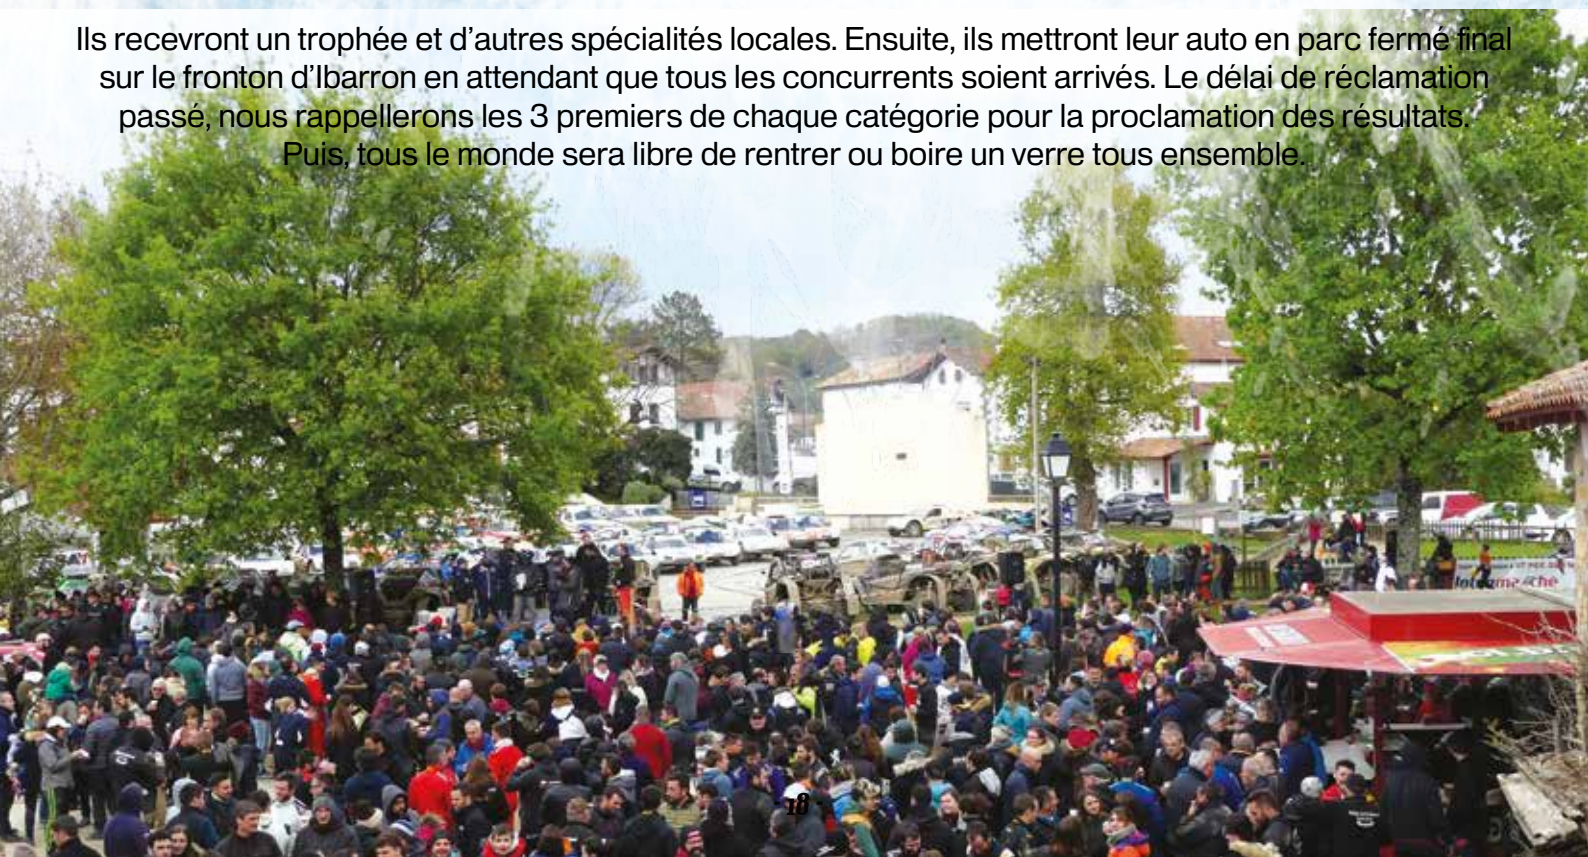 Ils recevront un trophée et d'autres spécialités locales. Ensuite, ils mettront leur auto en parc fermé final
sur le fronton d'Ibarron en attendant que tous les concurrents soient arrivés. Le délai de réclamation
passé, nous rappellerons les 3 premiers de chaque catégorie pour la proclamation des résultats.
Puis, tous le monde sera libre de rentrer ou boire un verre tous ensemble.
- 18 -